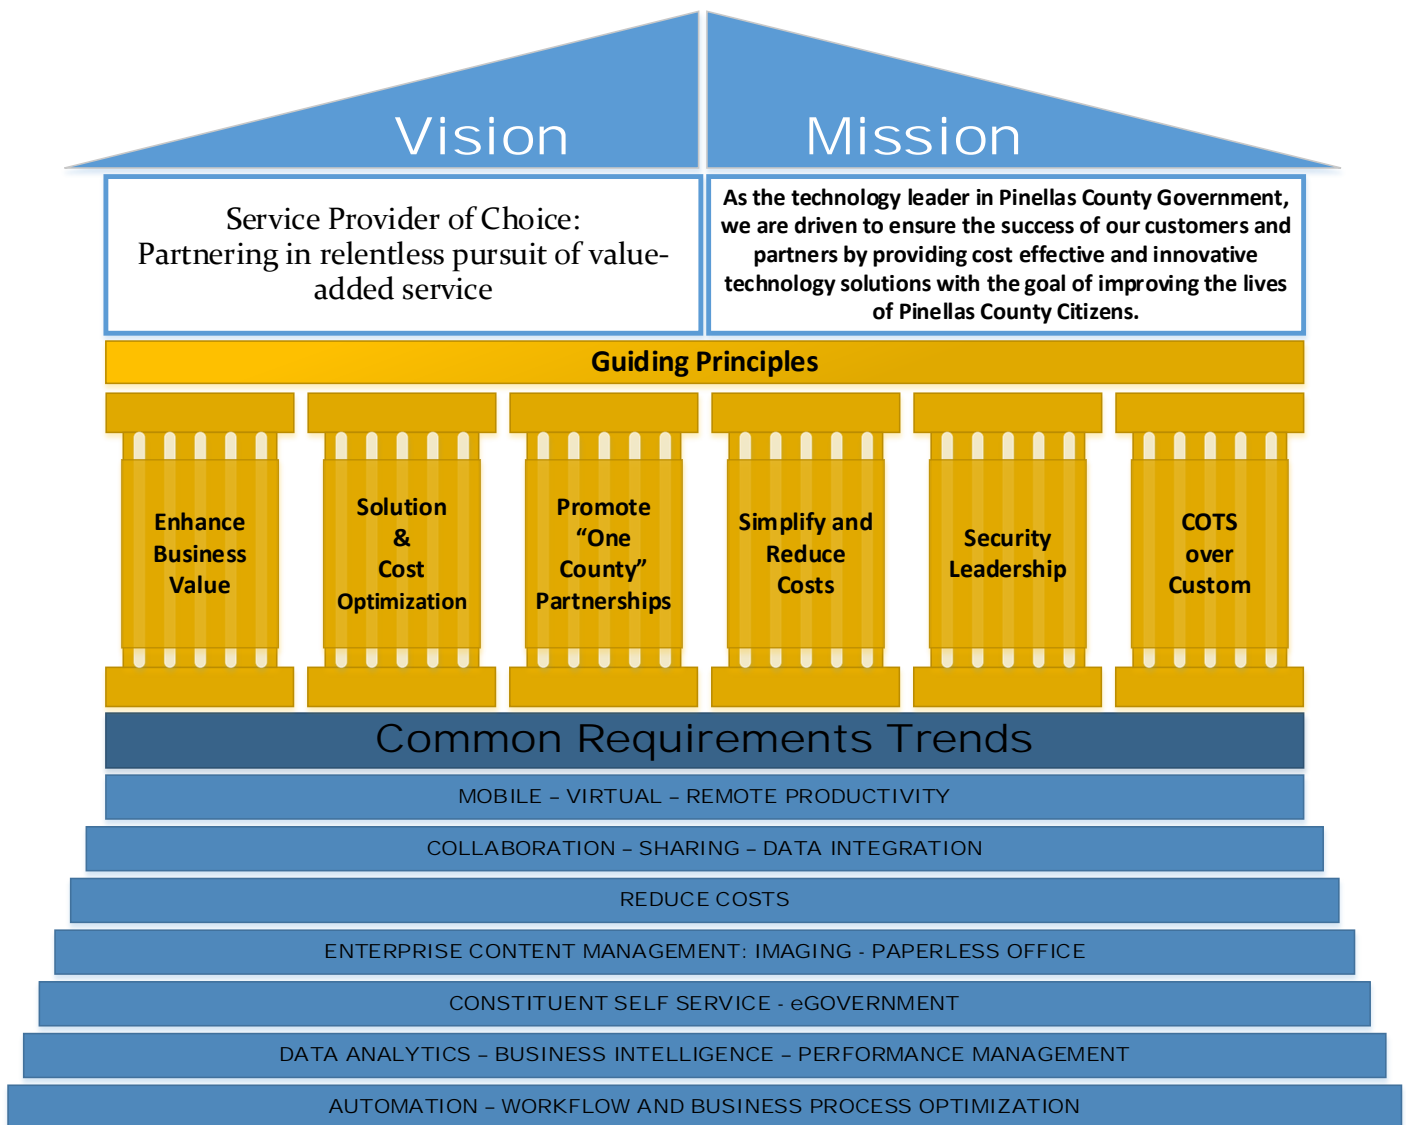 Vision
Mission
Service Provider of Choice:
Partnering in relentless pursuit of value-
added service
As the technology leader in Pinellas County Government,
we are driven to ensure the success of our customers and
partners by providing cost effective and innovative
technology solutions with the goal of improving the lives
of Pinellas County Citizens.
Guiding Principles
Enhance
Business
Value
Solution
&
Cost
Optimization
Promote
“One
County”
Partnerships
Simplify and
Reduce
Costs
Security
Leadership
COTS
over
Custom
Common Requirements Trends
MOBILE – VIRTUAL – REMOTE PRODUCTIVITY
COLLABORATION – SHARING – DATA INTEGRATION
REDUCE COSTS
ENTERPRISE CONTENT MANAGEMENT: IMAGING - PAPERLESS OFFICE
CONSTITUENT SELF SERVICE - eGOVERNMENT
DATA ANALYTICS – BUSINESS INTELLIGENCE – PERFORMANCE MANAGEMENT
AUTOMATION – WORKFLOW AND BUSINESS PROCESS OPTIMIZATION